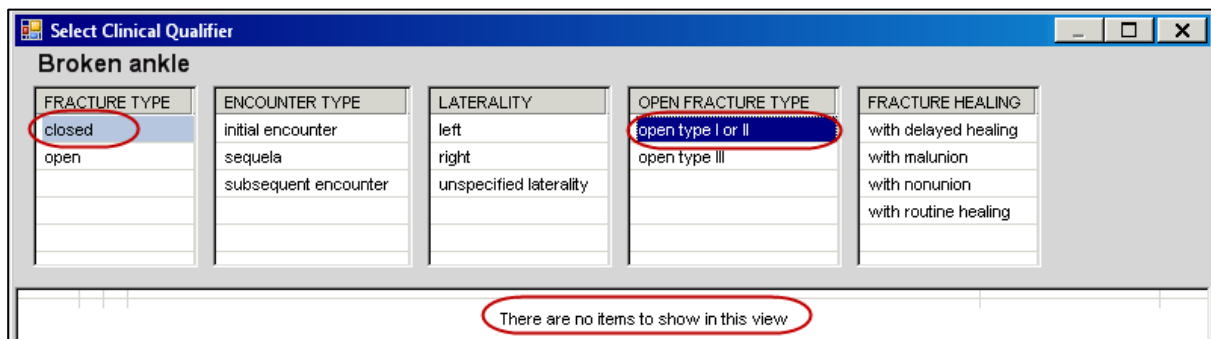 Select Clinical Qualifier
Broken ankle
FRACTURE TYPE ENCOUNTER TYPE LATERALITY OPEN FRACTURE TYPE FRACTURE HEALING
closed initial encounter left open type I or II with delayed healing
open sequela right open type III with malunion
subsequent encounter unspecified laterality with nonunion
with routine healing
There are no items to show in this view